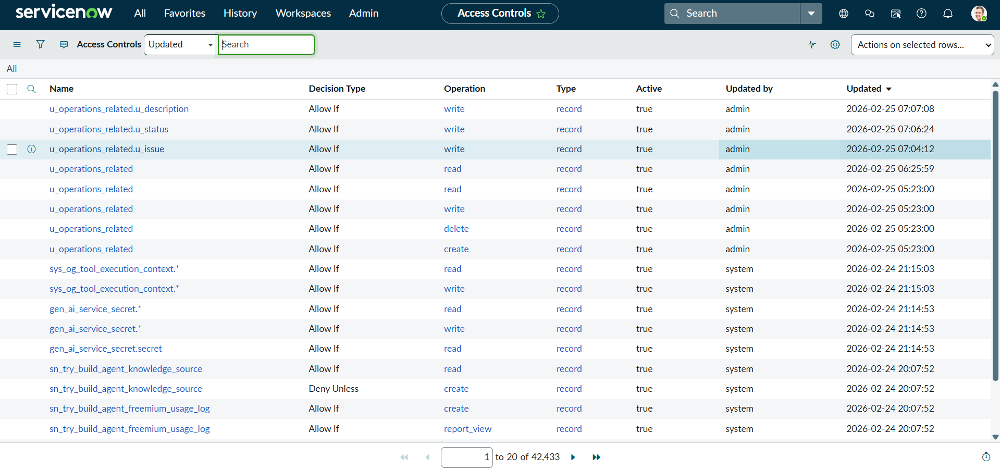 servicenow All Favorites History Workspaces Admin Access Controls Search
Access Controls Updated Search Actions on selected rows...
All
Name Decision Type Operation Type Active Updated by Updated
u_operations_related.u_description Allow If write record true admin 2026-02-25 07:07:08
u_operations_related.u_status Allow If write record true admin 2026-02-25 07:06:24
u_operations_related.u_issue Allow If write record true admin 2026-02-25 07:04:12
u_operations_related Allow If read record true admin 2026-02-25 06:25:59
u_operations_related Allow If read record true admin 2026-02-25 05:23:00
u_operations_related Allow If write record true admin 2026-02-25 05:23:00
u_operations_related Allow If delete record true admin 2026-02-25 05:23:00
u_operations_related Allow If create record true admin 2026-02-25 05:23:00
sys_og_tool_execution_context.* Allow If read record true system 2026-02-24 21:15:03
sys_og_tool_execution_context.* Allow If write record true system 2026-02-24 21:15:03
gen_ai_service_secret.* Allow If read record true system 2026-02-24 21:14:53
gen_ai_service_secret.* Allow If write record true system 2026-02-24 21:14:53
gen_ai_service_secret.secret Allow If read record true system 2026-02-24 21:14:53
sn_try_build_agent_knowledge_source Allow If read record true system 2026-02-24 20:07:52
sn_try_build_agent_knowledge_source Deny Unless create record true system 2026-02-24 20:07:52
sn_try_build_agent_freemium_usage_log Allow If create record true system 2026-02-24 20:07:52
sn_try_build_agent_freemium_usage_log Allow If report_view record true system 2026-02-24 20:07:52
1 to 20 of 42,433